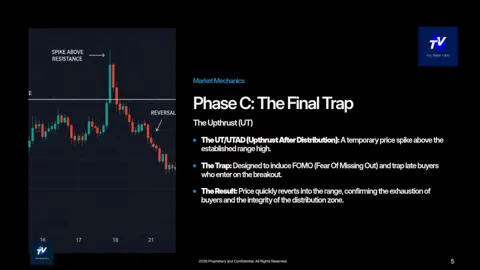 TV
SPIKE ABOVE
RESISTANCE
E
REVERSAL
16
17
18
21
TV
Market Mechanics
Phase C: The Final Trap
The Upthrust (UT)
The UT/UTAD (Upthrust After Distribution): A temporary price spike above the
established range high.
The Trap: Designed to induce FOMO (Fear Of Missing Out) and trap late buyers
who enter on the breakout.
The Result: Price quickly reverts into the range, confirming the exhaustion of
buyers and the integrity of the distribution zone.
2026 Proprietary and Confidential. All Rights Reserved.
5